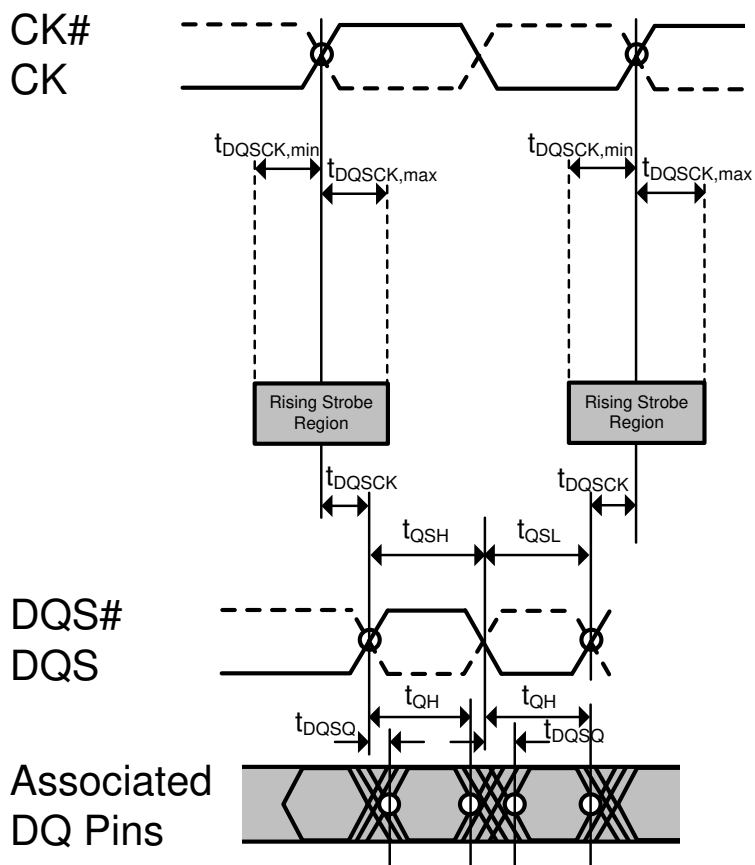 CK#
CK
tDQSCK,min
tDQSCK,min
tDQSCK,max
tDQSCK,max
Rising Strobe
Region
Rising Strobe
Region
tDQSCK
tDQSCK
tQSH
tQSL
DQS#
DQS
tQH
tQH
tDQSQ
tDQSQ
Associated
DQ Pins